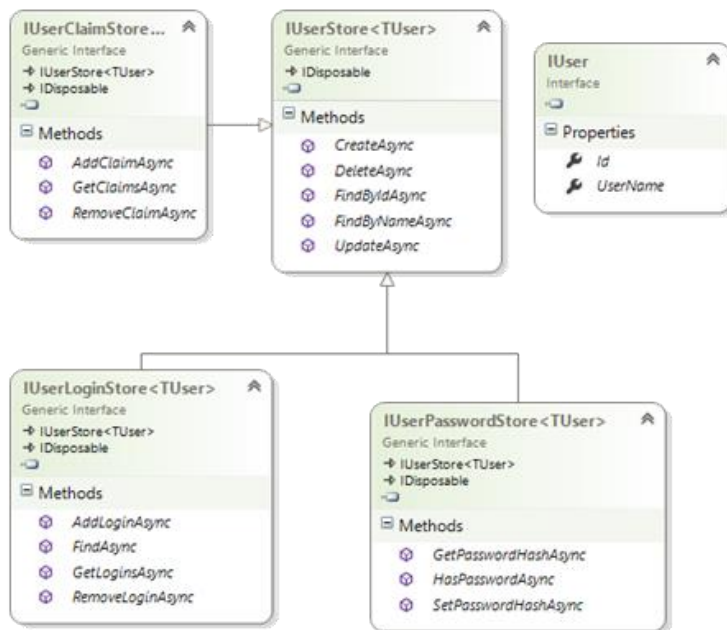 IUserClaimStore...
Generic Interface
IUserStore<TUser>
IDisposable
Methods
AddClaimAsync
GetClaimsAsync
RemoveClaimAsync
IUserStore<TUser>
Generic Interface
IDisposable
Methods
CreateAsync
DeleteAsync
FindByIdAsync
FindByNameAsync
UpdateAsync
IUser
Interface
Properties
Id
UserName
IUserLoginStore<TUser>
Generic Interface
IUserStore<TUser>
IDisposable
Methods
AddLoginAsync
FindAsync
GetLoginsAsync
RemoveLoginAsync
IUserPasswordStore<TUser>
Generic Interface
IUserStore<TUser>
IDisposable
Methods
GetPasswordHashAsync
HasPasswordAsync
SetPasswordHashAsync